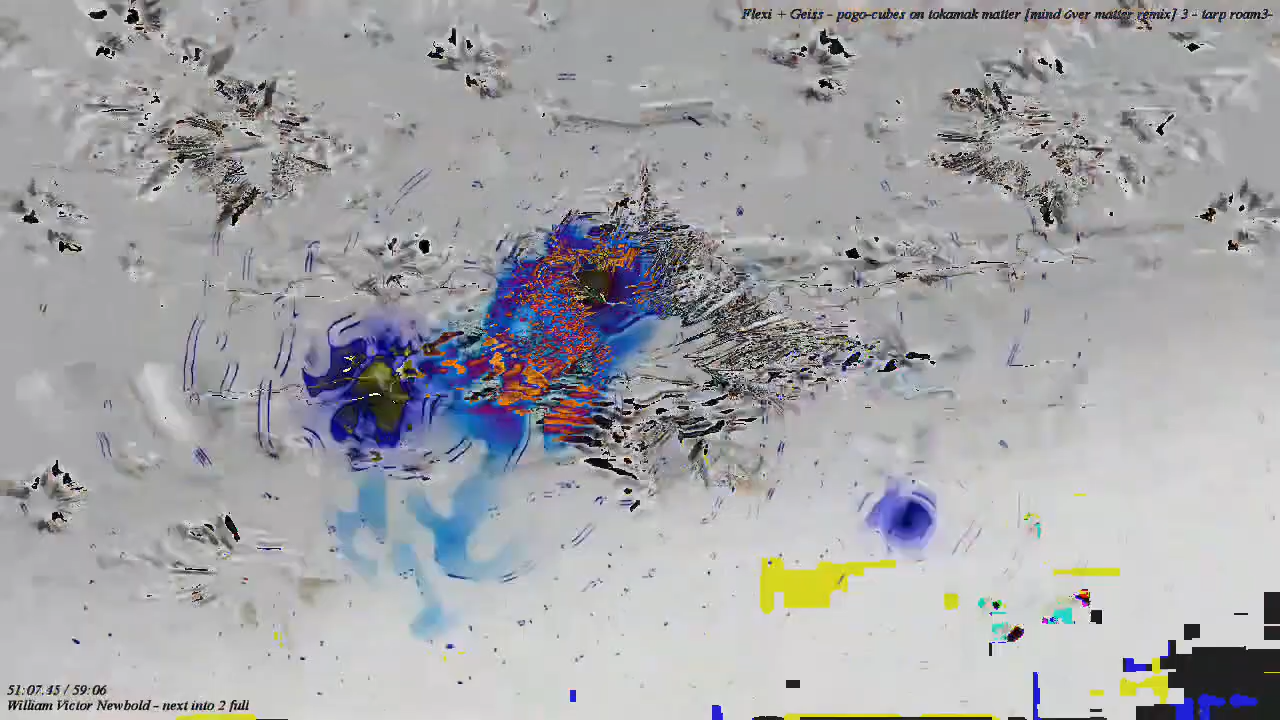 Flexi + Geiss - pogo-cubes on tokamak matter [mind over matter remix] 3 - tarp roam3-
51:07.45 / 59:06
William Victor Newbold - next into 2 full